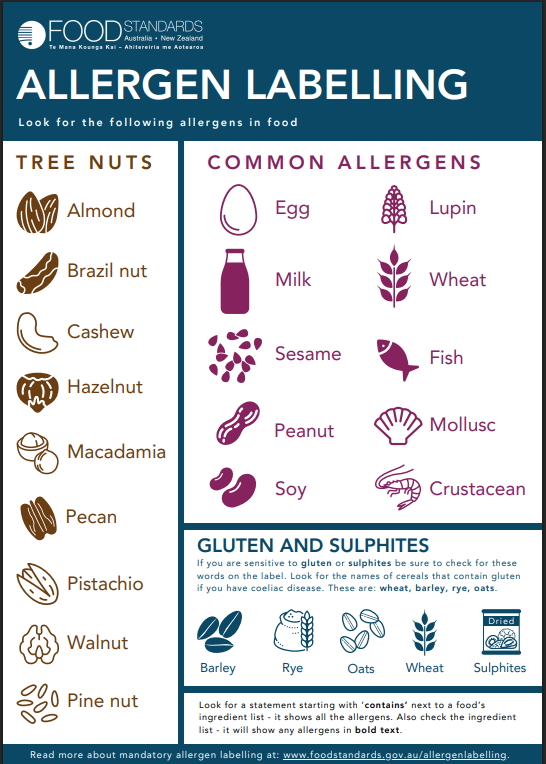 FOOD STANDARDS
Australia • New Zealand
Te Mana Kounga Kai – Ahitereiria me Aotearoa
ALLERGEN LABELLING
Look for the following allergens in food
TREE NUTS
Almond
Brazil nut
Cashew
Hazelnut
Macadamia
Pecan
Pistachio
Walnut
Pine nut
COMMON ALLERGENS
Egg
Lupin
Milk
Wheat
Sesame
Fish
Peanut
Mollusc
Soy
Crustacean
GLUTEN AND SULPHITES
If you are sensitive to gluten or sulphites be sure to check for these
words on the label. Look for the names of cereals that contain gluten
if you have coeliac disease. These are: wheat, barley, rye, oats.
Dried
Barley
Rye
Oats
Wheat
Sulphites
Look for a statement starting with ‘contains’ next to a food’s
ingredient list - it shows all the allergens. Also check the ingredient
list - it will show any allergens in bold text.
Read more about mandatory allergen labelling at: www.foodstandards.gov.au/allergenlabelling.